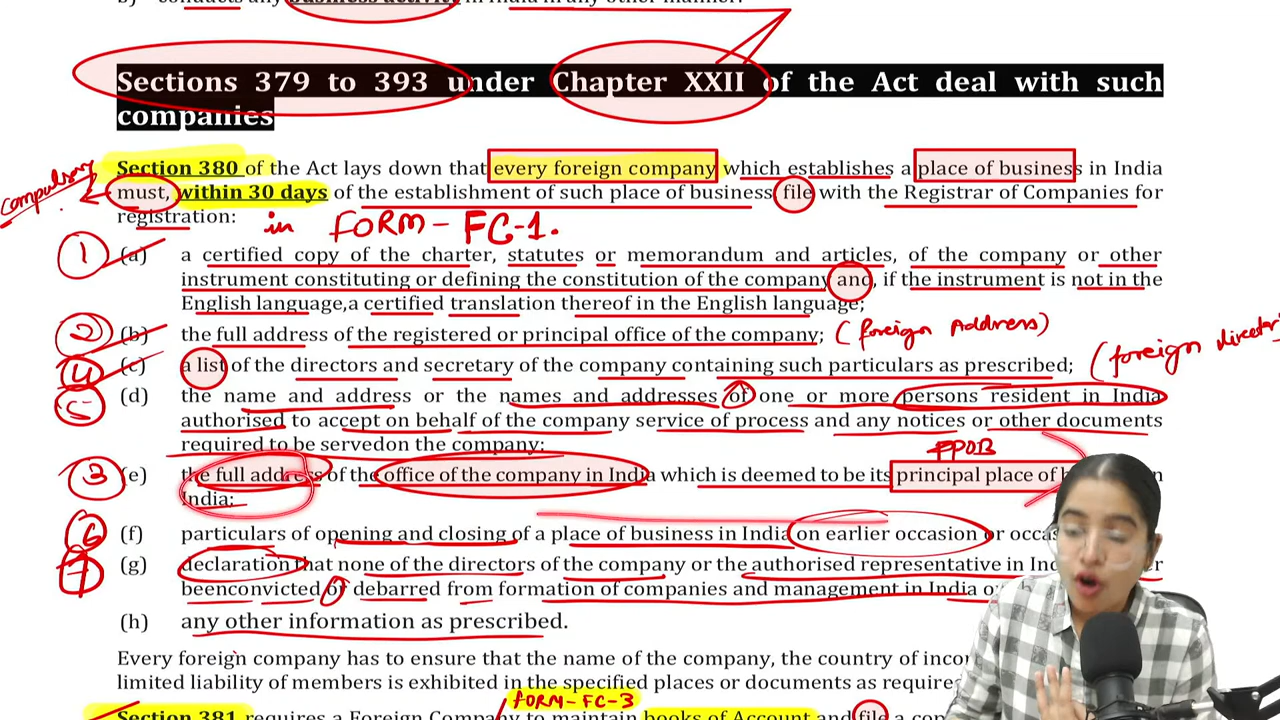 b) conducts any business activity in India in any other manner.
Sections 379 to 393 under Chapter XXII of the Act deal with such
companies
Section 380 of the Act lays down that every foreign company which establishes a place of business in India
compulsory
must, within 30 days of the establishment of such place of business file with the Registrar of Companies for
registration: in FORM - FC-1.
1 (a) a certified copy of the charter, statutes or memorandum and articles, of the company or other
instrument constituting or defining the constitution of the company and, if the instrument is not in the
English language,a certified translation thereof in the English language;
2 (b) the full address of the registered or principal office of the company; (foreign Address)
4 (c) a list of the directors and secretary of the company containing such particulars as prescribed; (foreign
5 (d) the name and address or the names and addresses of one or more persons resident in India
authorised to accept on behalf of the company service of process and any notices or other documents
required to be servedon the company;
PPOB
3 (e) the full address of the office of the company in India which is deemed to be its principal place of
India;
6 (f) particulars of opening and closing of a place of business in India on earlier occasion or
7 (g) declaration that none of the directors of the company or the authorised representative in
beenconvicted or debarred from formation of companies and management in India
(h) any other information as prescribed.
Every foreign company has to ensure that the name of the company, the country of
limited liability of members is exhibited in the specified places or documents as
FORM-FC-3
Section 381 requires a Foreign Company to maintain books of Account and file a